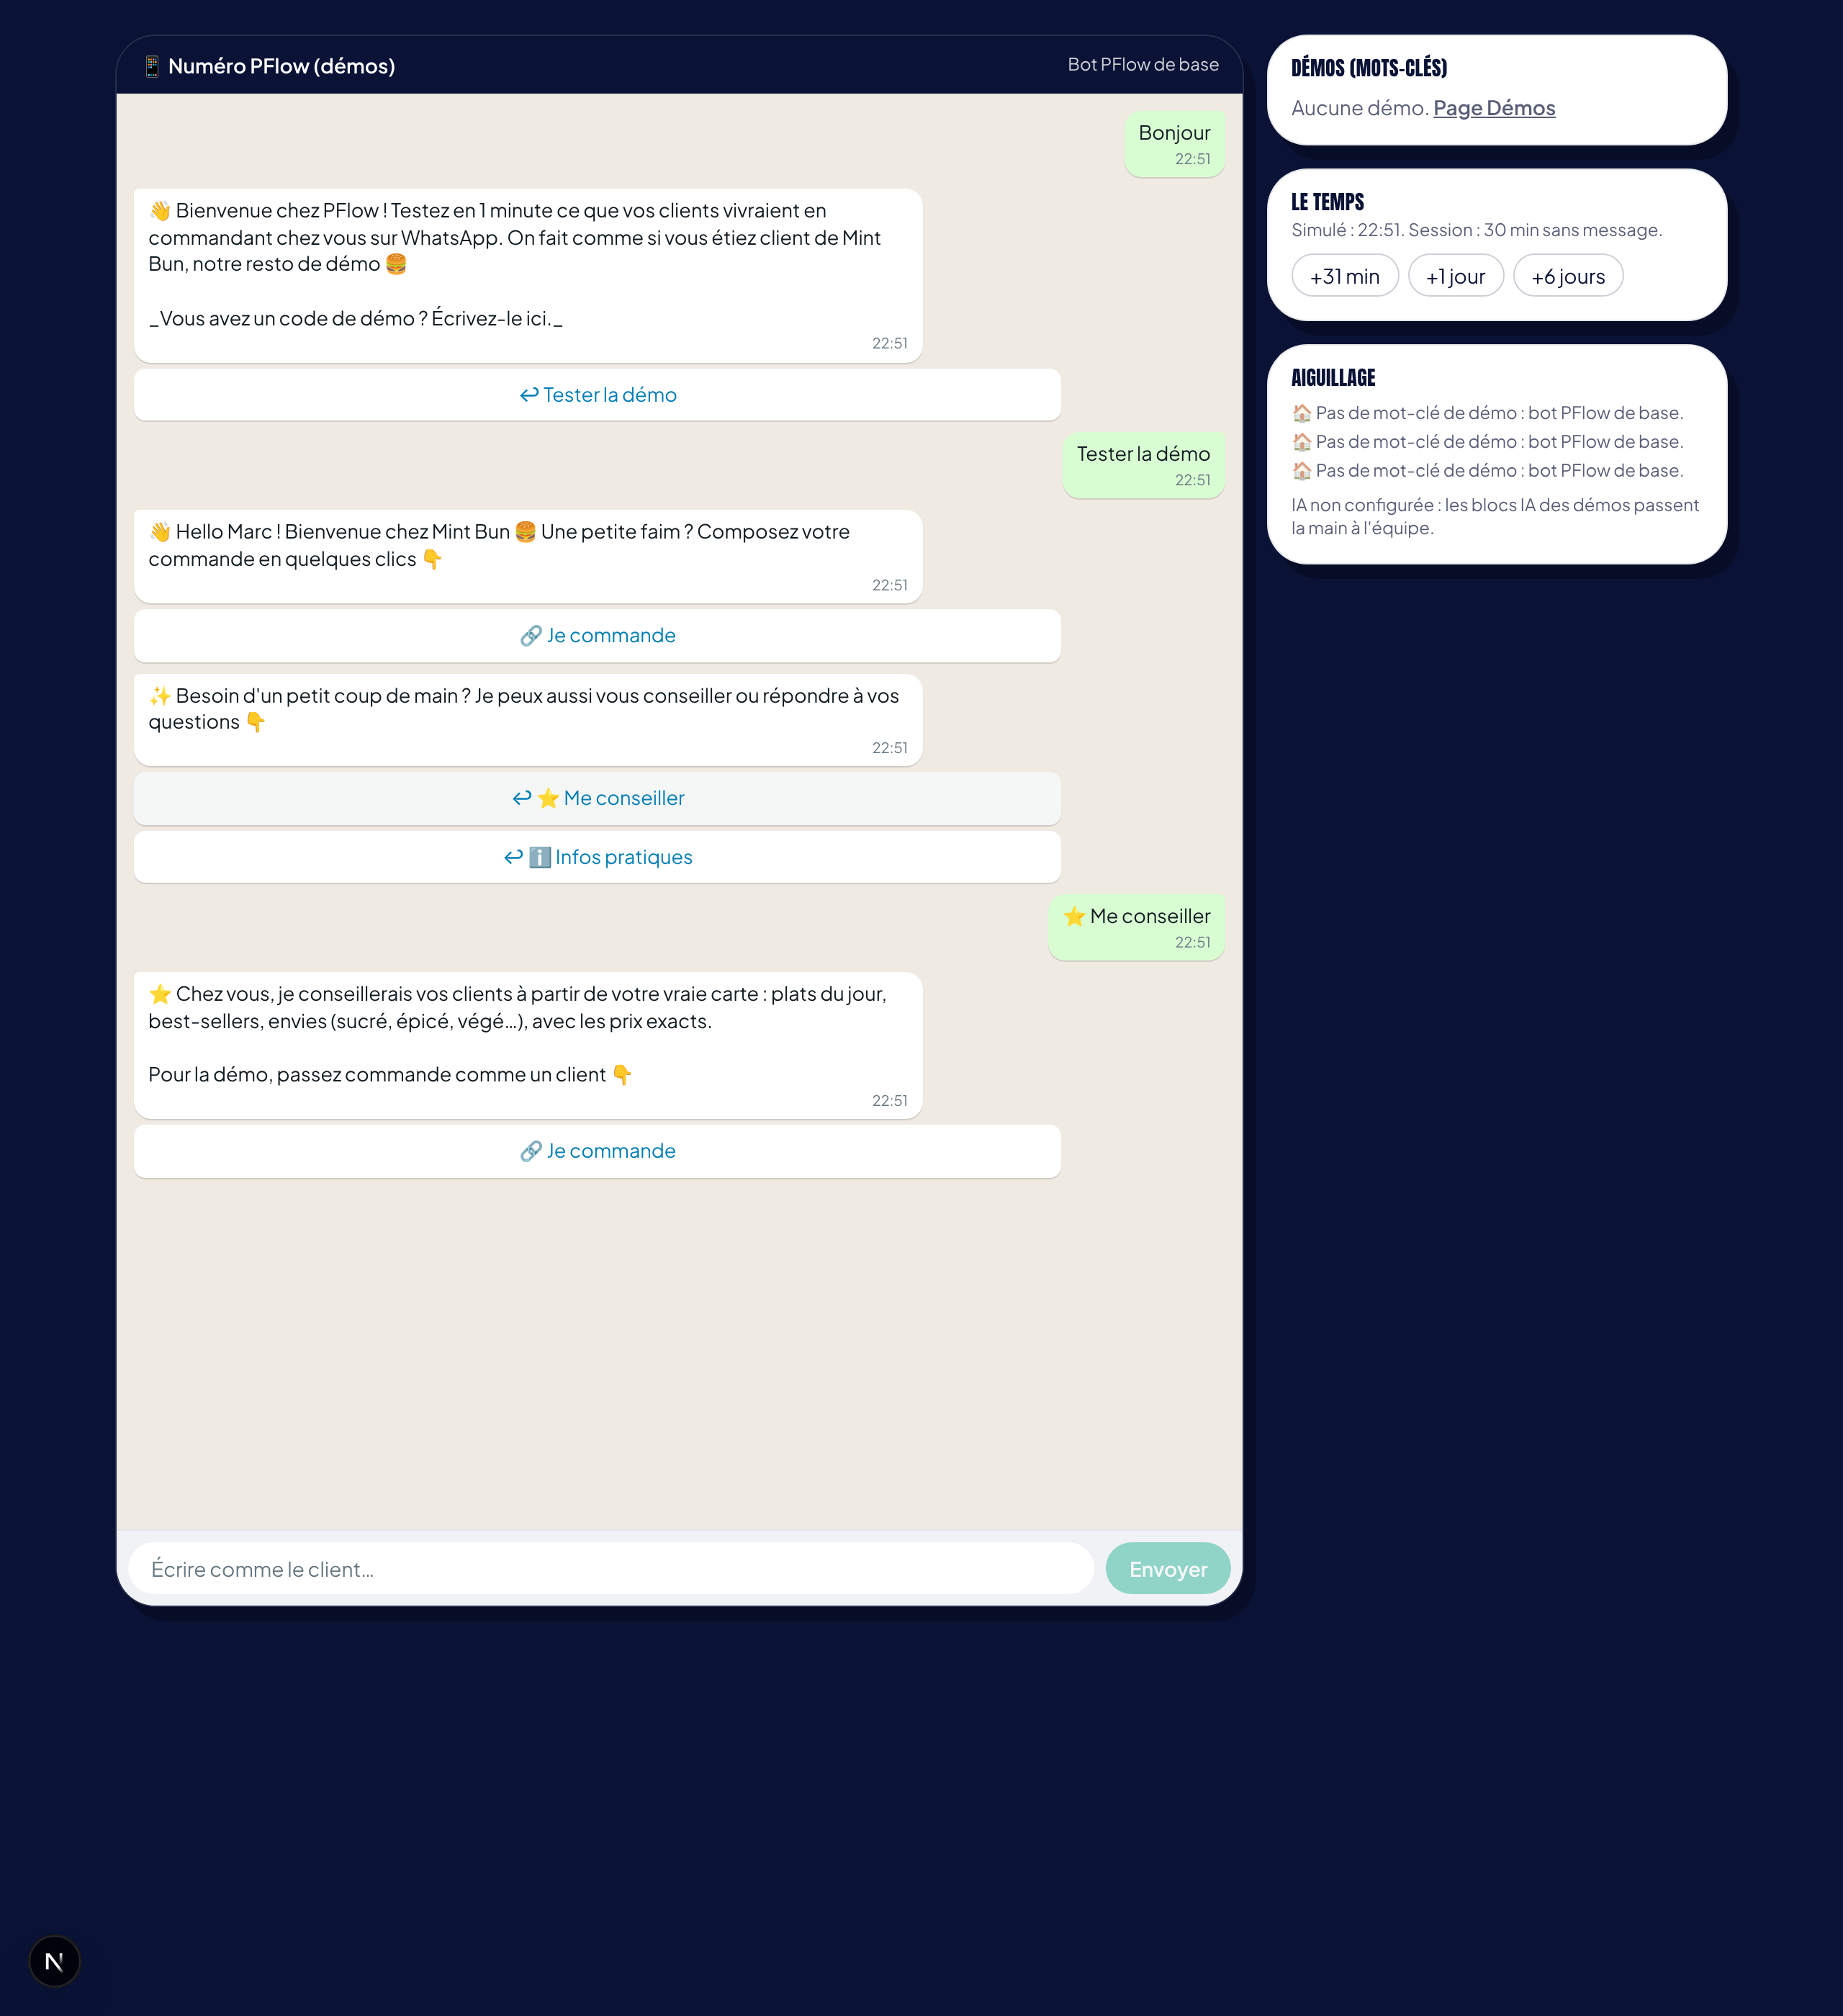 📱 Numéro PFlow (démos)
Bot PFlow de base
Bonjour
22:51
👋 Bienvenue chez PFlow ! Testez en 1 minute ce que vos clients vivraient en
commandant chez vous sur WhatsApp. On fait comme si vous étiez client de Mint
Bun, notre resto de démo 🍔
_Vous avez un code de démo ? Écrivez-le ici._
22:51
↩ Tester la démo
Tester la démo
22:51
👋 Hello Marc ! Bienvenue chez Mint Bun 🍔 Une petite faim ? Composez votre
commande en quelques clics 👇
22:51
🔗 Je commande
✨ Besoin d'un petit coup de main ? Je peux aussi vous conseiller ou répondre à vos
questions 👇
22:51
↩ ⭐ Me conseiller
↩ ℹ️ Infos pratiques
⭐ Me conseiller
22:51
⭐ Chez vous, je conseillerais vos clients à partir de votre vraie carte : plats du jour,
best-sellers, envies (sucré, épicé, végé…), avec les prix exacts.
Pour la démo, passez commande comme un client 👇
22:51
🔗 Je commande
Écrire comme le client…
Envoyer
DÉMOS (MOTS-CLÉS)
Aucune démo. Page Démos
LE TEMPS
Simulé : 22:51. Session : 30 min sans message.
+31 min
+1 jour
+6 jours
AIGUILLAGE
🏠 Pas de mot-clé de démo : bot PFlow de base.
🏠 Pas de mot-clé de démo : bot PFlow de base.
🏠 Pas de mot-clé de démo : bot PFlow de base.
IA non configurée : les blocs IA des démos passent
la main à l'équipe.
N